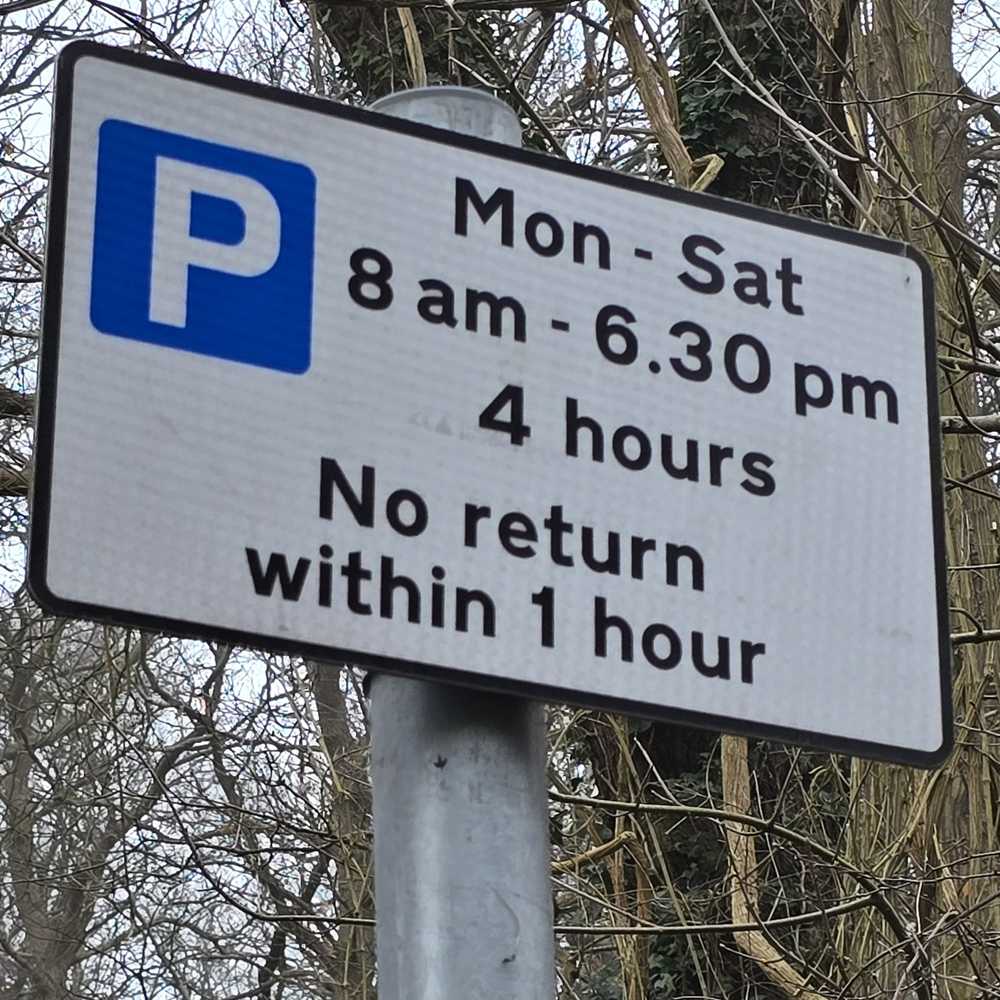 P
Mon - Sat
8 am - 6.30 pm
4 hours
No return
within 1 hour